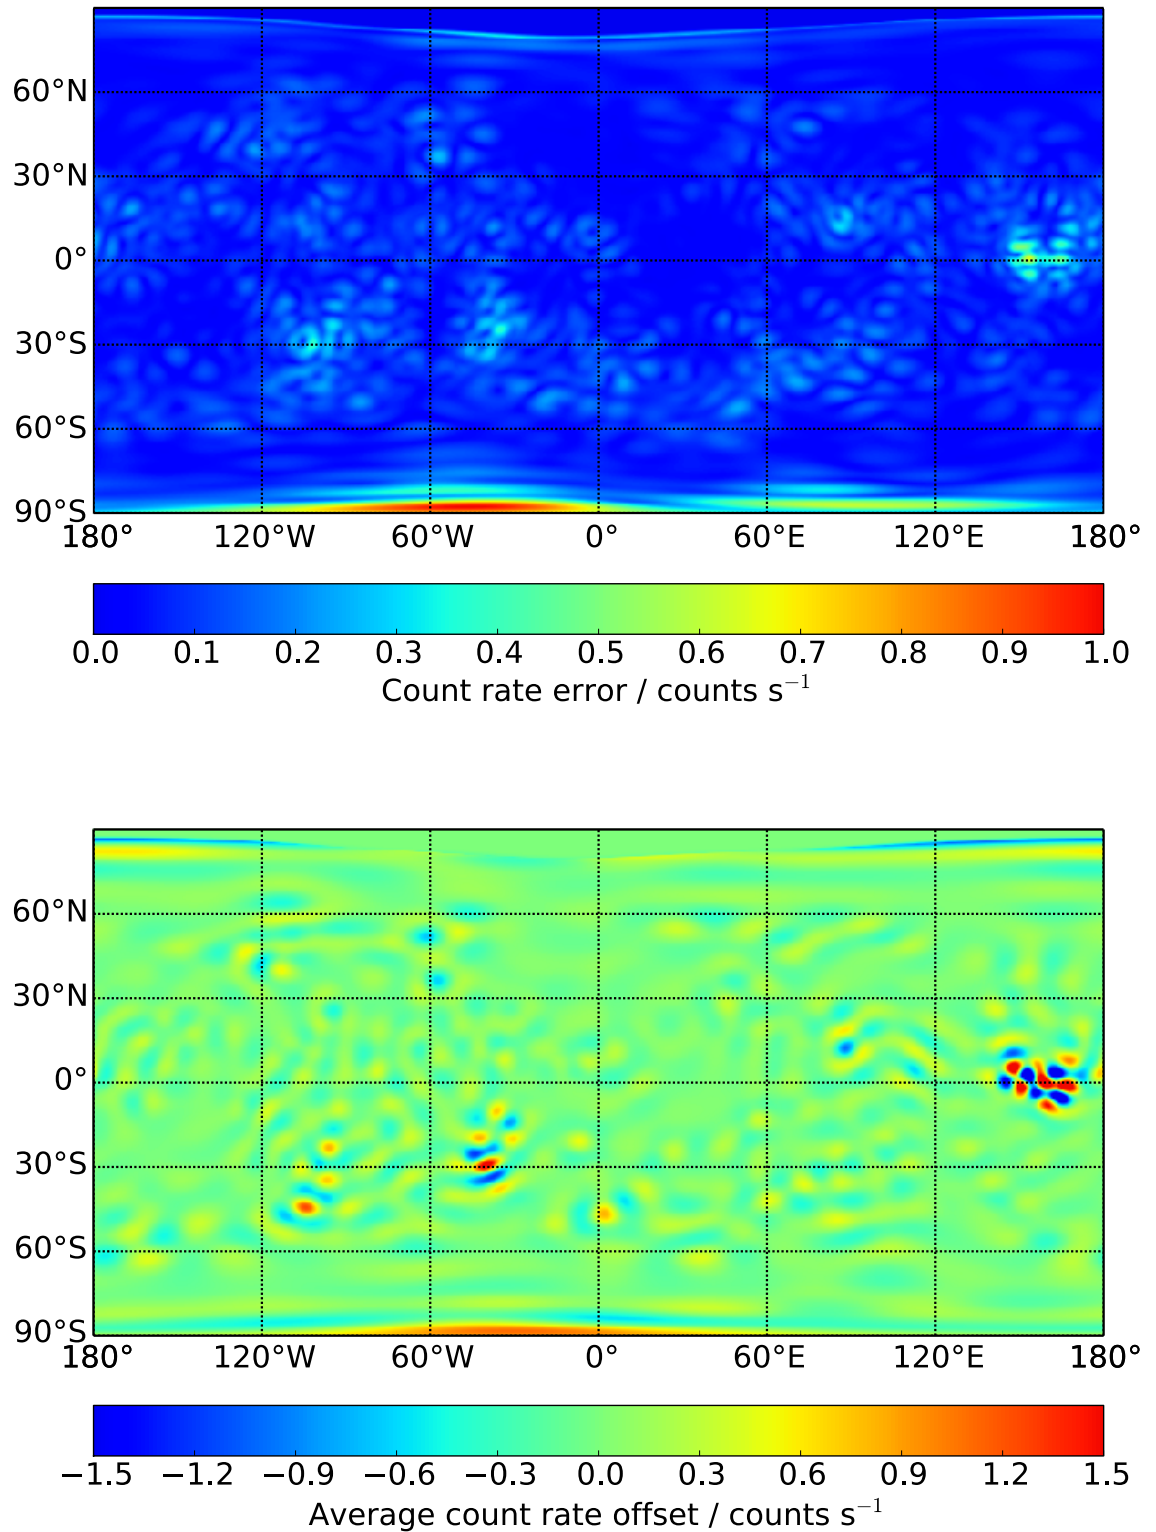 60°N
30°N
0°
30°S
60°S
90°S
180° 120°W 60°W 0° 60°E 120°E 180°
0.0 0.1 0.2 0.3 0.4 0.5 0.6 0.7 0.8 0.9 1.0
Count rate error / counts s⁻¹
60°N
30°N
0°
30°S
60°S
90°S
180° 120°W 60°W 0° 60°E 120°E 180°
−1.5 −1.2 −0.9 −0.6 −0.3 0.0 0.3 0.6 0.9 1.2 1.5
Average count rate offset / counts s⁻¹